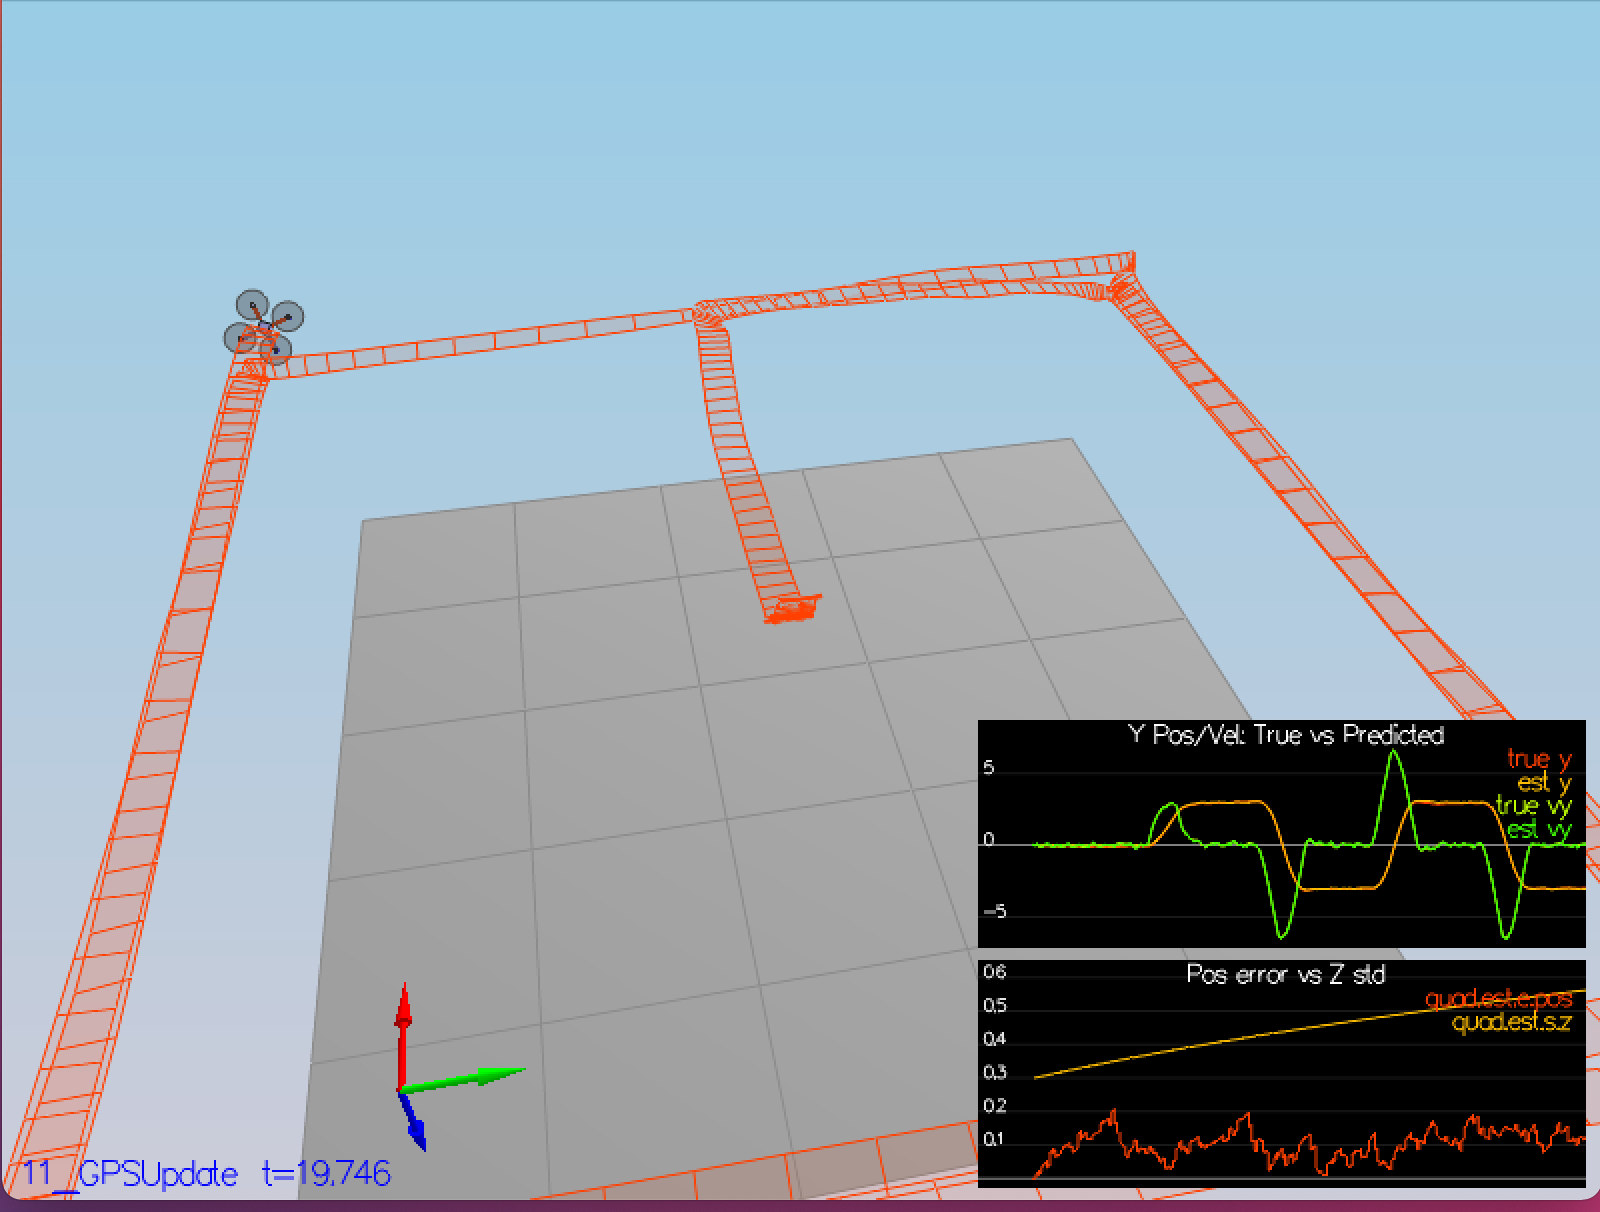 Y Pos/Vel: True vs Predicted
5
true y
est y
true vy
est vy
0
-5
Pos error vs Z std
0.6
quad.est.e.pos
0.5
quad.est.s.z
0.4
0.3
0.2
0.1
11_GPSUpdate t=19.746